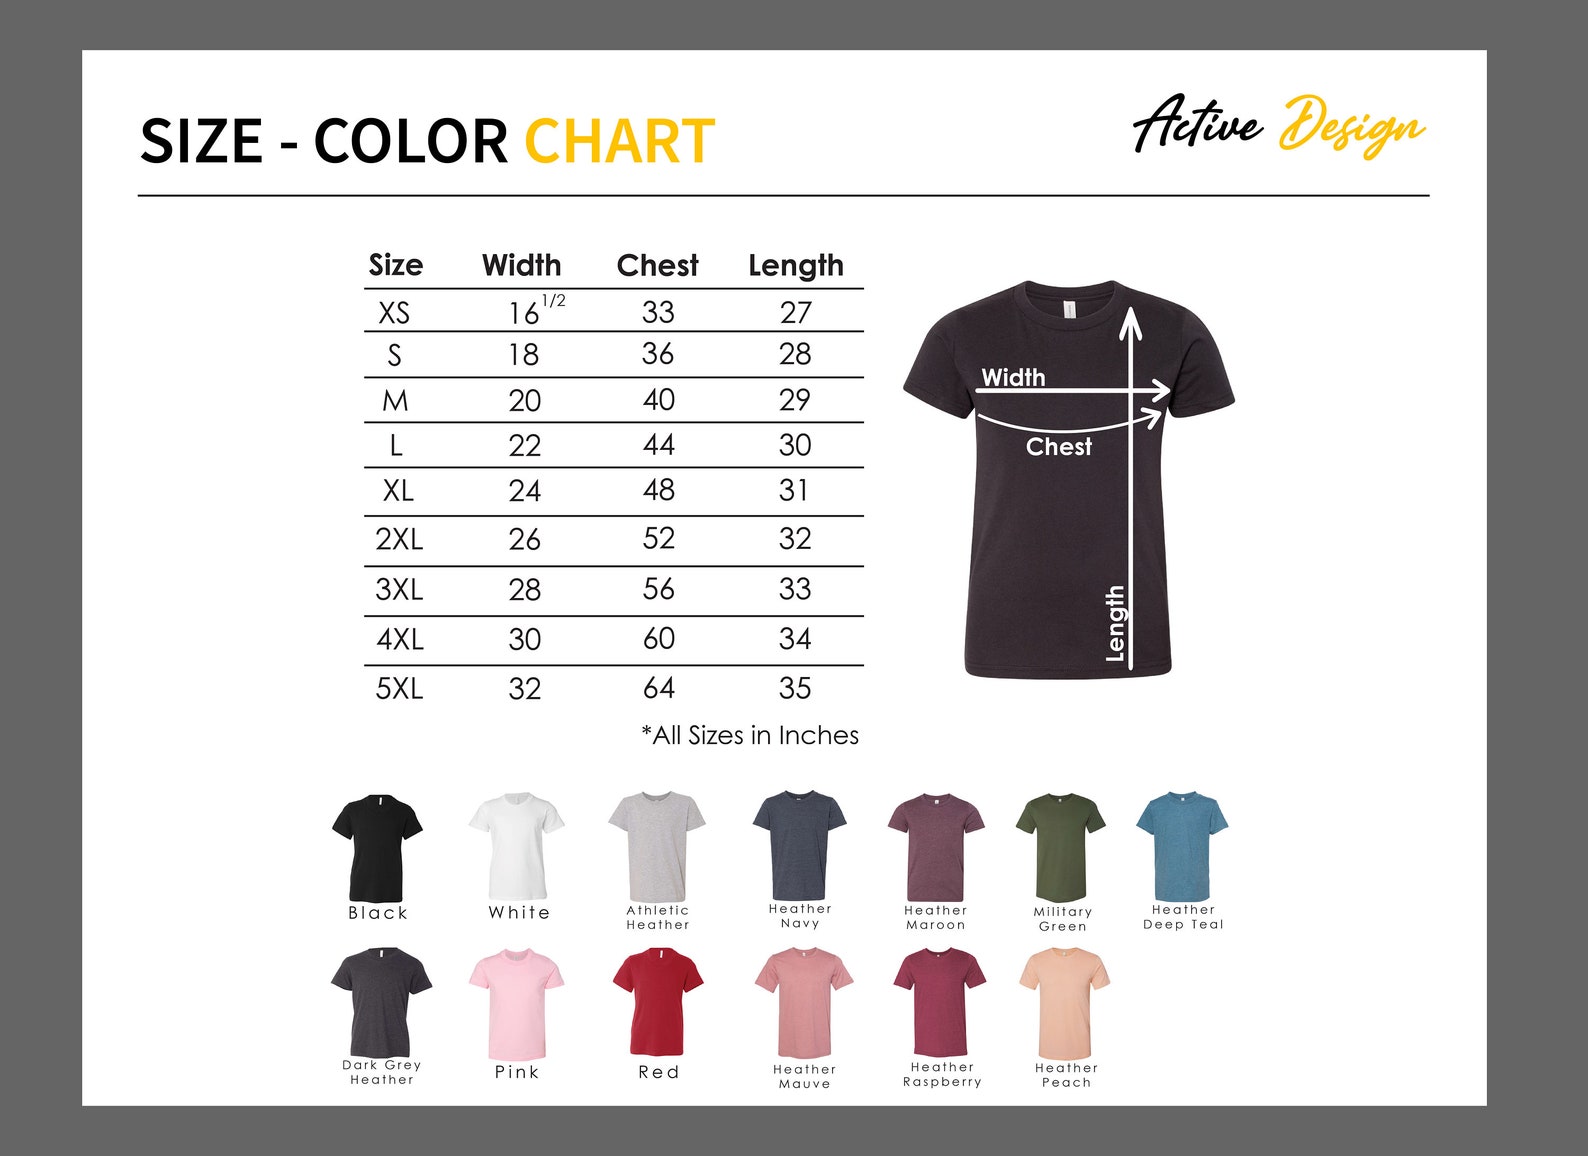 SIZE - COLOR CHART
Active Design
Size Width Chest Length
XS 16 1/2 33 27
S 18 36 28
M 20 40 29
L 22 44 30
XL 24 48 31
2XL 26 52 32
3XL 28 56 33
4XL 30 60 34
5XL 32 64 35
*All Sizes in Inches
Width
Chest
Length
Black
White
Athletic
Heather
Heather
Navy
Heather
Maroon
Military
Green
Heather
Deep Teal
Dark Grey
Heather
Pink
Red
Heather
Mauve
Heather
Raspberry
Heather
Peach